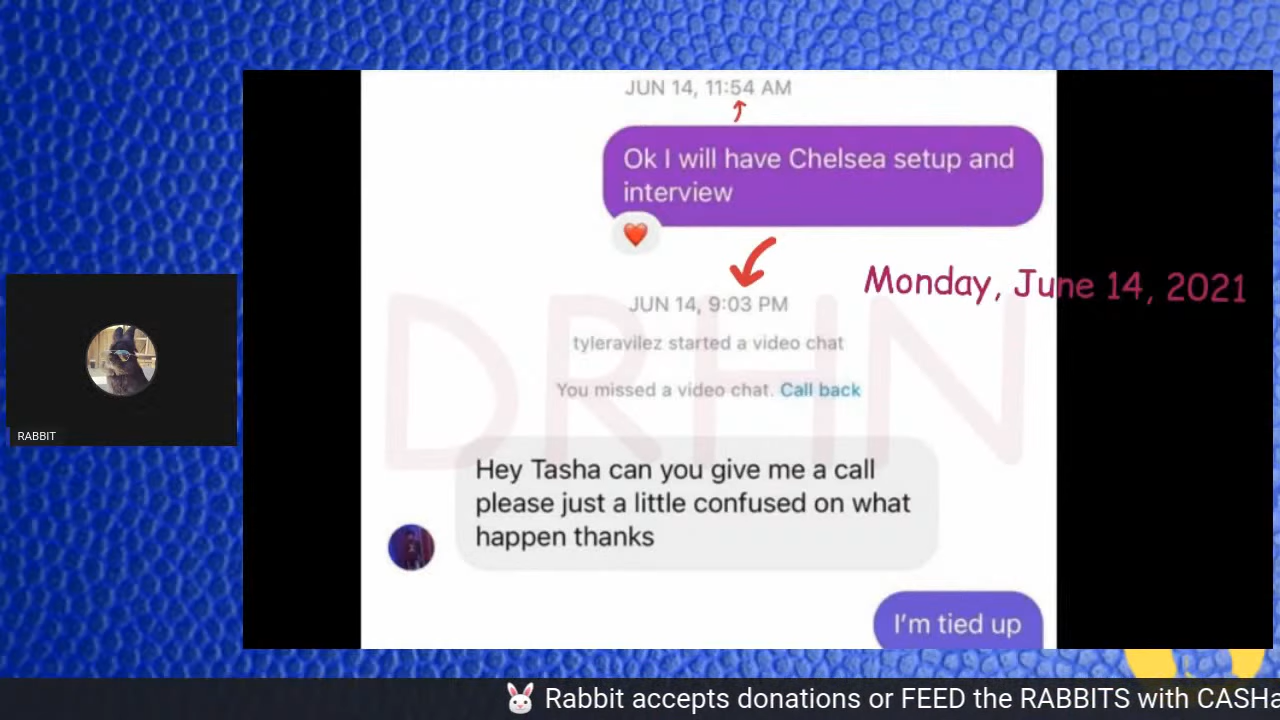 JUN 14, 11:54 AM
Ok I will have Chelsea setup and
interview
Monday, June 14, 2021
JUN 14, 9:03 PM
DRHN
tyleravilez started a video chat
You missed a video chat. Call back
Hey Tasha can you give me a call
please just a little confused on what
happen thanks
RABBIT
I'm tied up
Rabbit accepts donations or FEED the RABBITS with CASHa